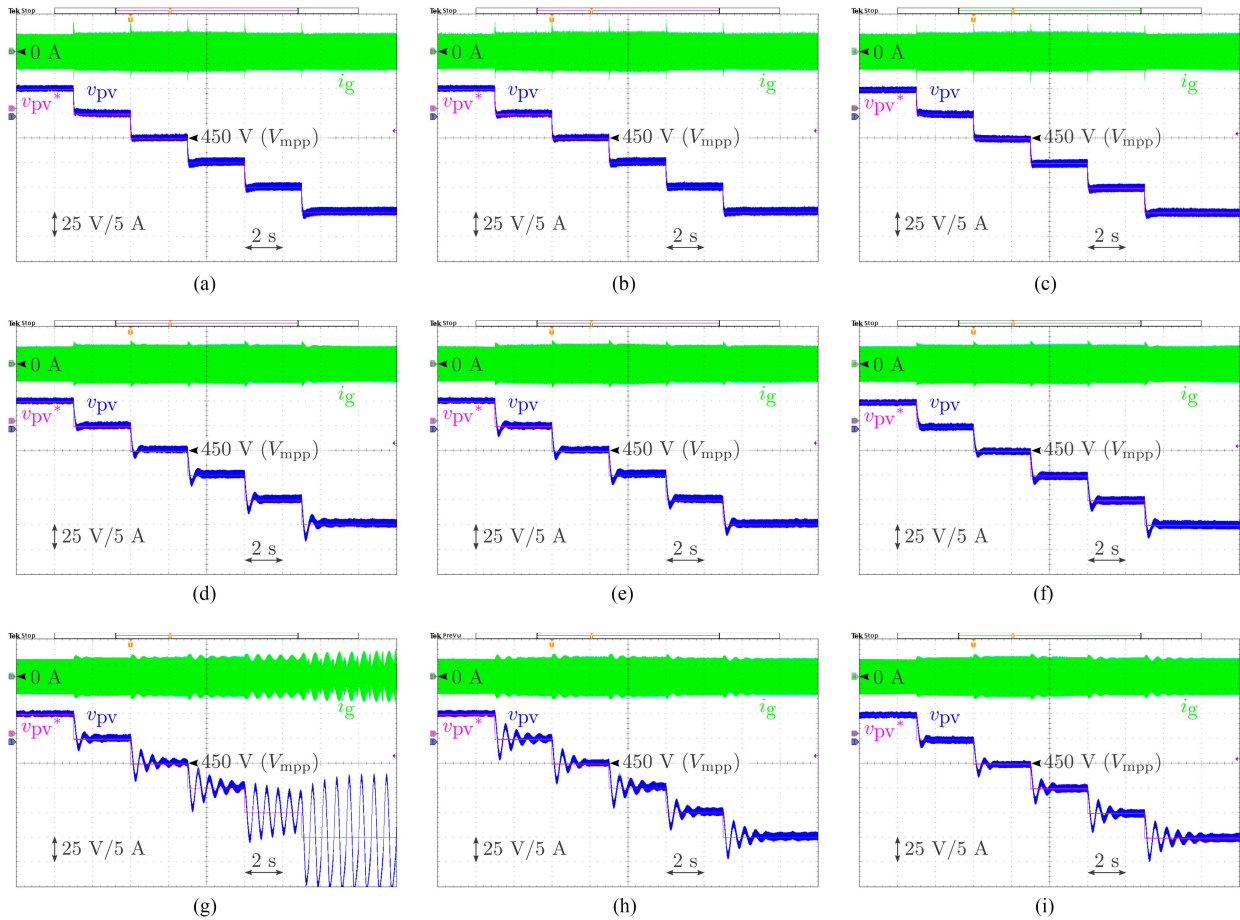 Tek Stop
Tek Stop
Tek Stop
0 A
0 A
0 A
ig
ig
ig
vpv* vpv
vpv* vpv
vpv* vpv
450 V (Vmpp)
450 V (Vmpp)
450 V (Vmpp)
25 V/5 A
25 V/5 A
25 V/5 A
2 s
2 s
2 s
(a)
(b)
(c)
Tek Stop
Tek Stop
Tek Stop
0 A
0 A
0 A
ig
ig
ig
vpv* vpv
vpv* vpv
vpv* vpv
450 V (Vmpp)
450 V (Vmpp)
450 V (Vmpp)
25 V/5 A
25 V/5 A
25 V/5 A
2 s
2 s
2 s
(d)
(e)
(f)
Tek Stop
Tek PreVu
Tek Stop
0 A
0 A
0 A
ig
ig
ig
vpv* vpv
vpv* vpv
vpv* vpv
450 V (Vmpp)
450 V (Vmpp)
450 V (Vmpp)
25 V/5 A
25 V/5 A
25 V/5 A
2 s
2 s
2 s
(g)
(h)
(i)